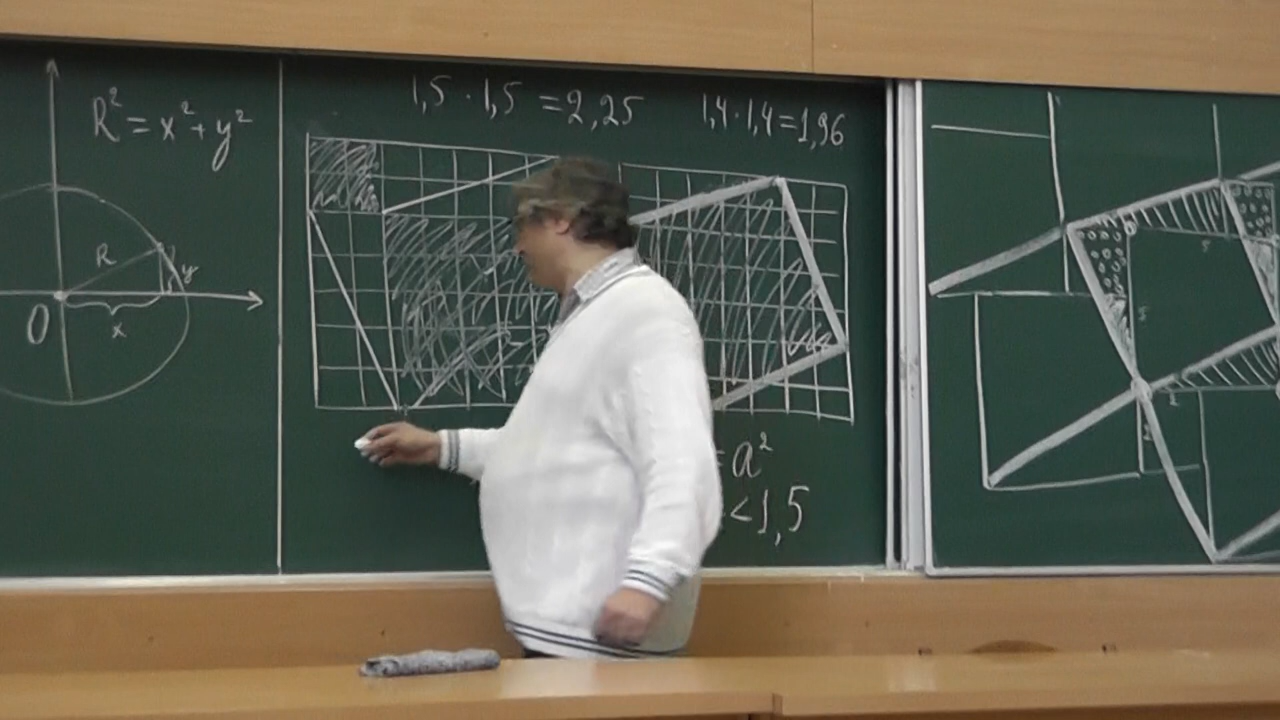 R² = x² + y²
R
y
O
x
1,5 · 1,5 = 2,25
1,4 · 1,4 = 1,96
= a²
< 1,5